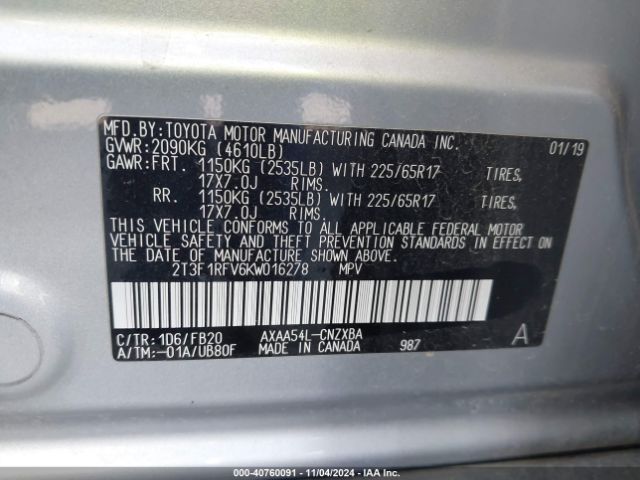 MFD.BY:TOYOTA MOTOR MANUFACTURING CANADA INC. 01/19
GVWR:2090KG (4610LB)
GAWR:FRT. 1150KG (2535LB) WITH 225/65R17 TIRES,
17X7.0J RIMS.
RR. 1150KG (2535LB) WITH 225/65R17 TIRES,
17X7.0J RIMS.
THIS VEHICLE CONFORMS TO ALL APPLICABLE FEDERAL MOTOR
VEHICLE SAFETY AND THEFT PREVENTION STANDARDS IN EFFECT ON
THE DATE OF MANUFACTURE SHOWN ABOVE.
2T3F1RFV6KW016278 MPV
C/TR:1D6/FB20 AXAA54L-CNZXBA A
A/TM:-01A/UB80F MADE IN CANADA 987
000-40760091 - 11/04/2024 - IAA Inc.